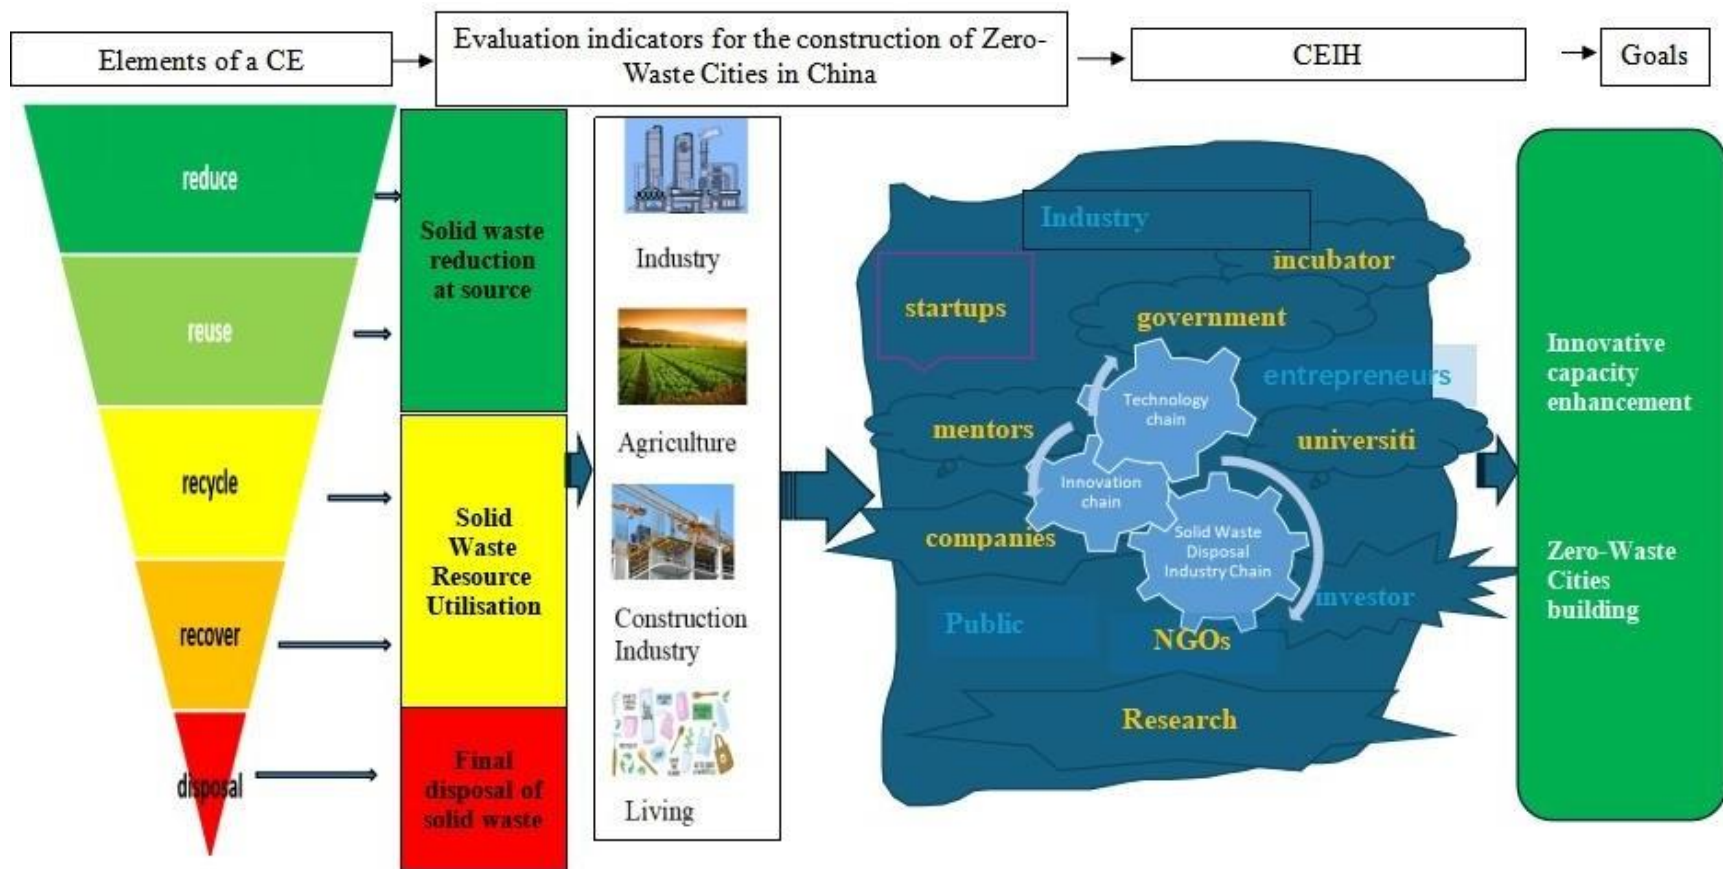 Elements of a CE
Evaluation indicators for the construction of Zero-
Waste Cities in China
CEIH
Goals
reduce
reuse
recycle
recover
disposal
Solid waste
reduction
at source
Solid
Waste
Resource
Utilisation
Final
disposal of
solid waste
Industry
Agriculture
Construction
Industry
Living
Industry
incubator
startups
government
entrepreneurs
mentors
universiti
companies
investor
Public
NGOs
Research
Technology
chain
Innovation
chain
Solid Waste
Disposal
Industry Chain
Innovative
capacity
enhancement
Zero-Waste
Cities
building